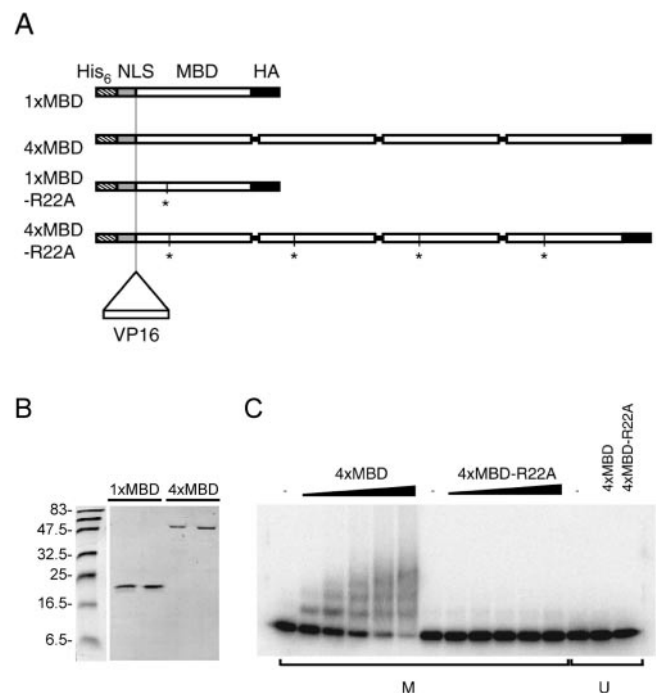 A
His6 NLS MBD HA
1xMBD
4xMBD
1xMBD
-R22A
*
4xMBD
-R22A
* * * *
VP16
B
1xMBD 4xMBD
83-
47.5-
32.5-
25-
16.5-
6.5-
C
- 4xMBD - 4xMBD-R22A - 4xMBD 4xMBD-R22A
M U